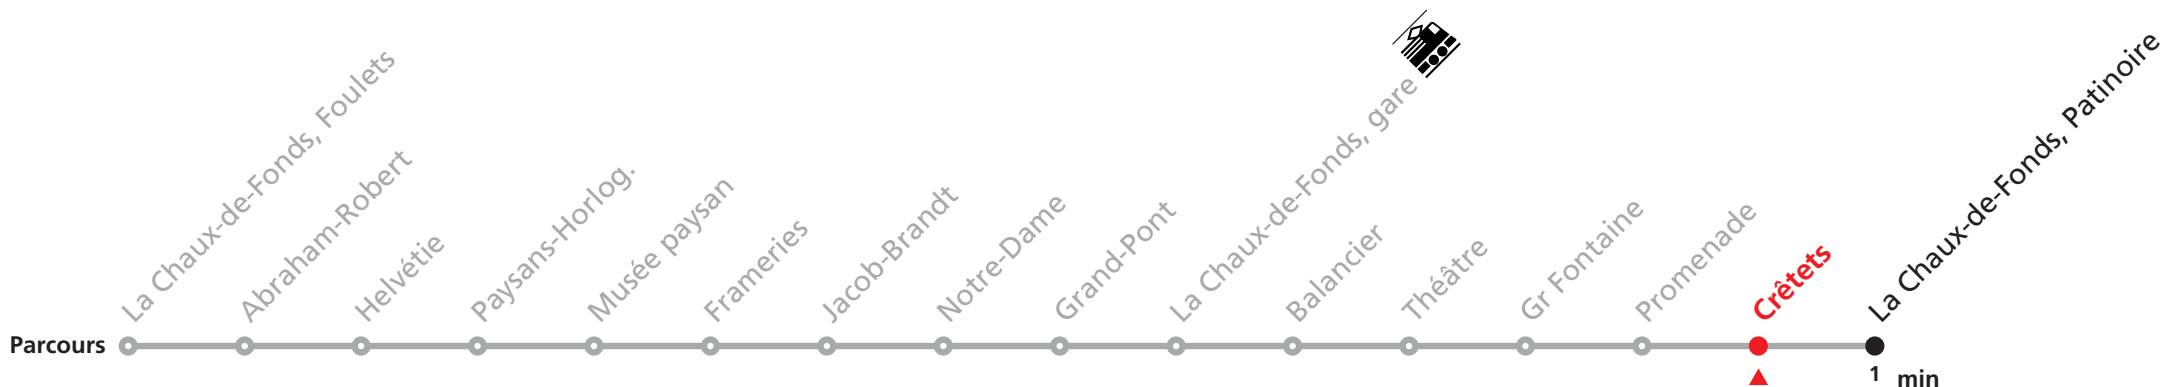 Parcours
La Chaux-de-Fonds, Foulets
Abraham-Robert
Helvétie
Paysans-Horlog.
Musée paysan
Frameries
Jacob-Brandt
Notre-Dame
Grand-Pont
La Chaux-de-Fonds, gare
Balancier
Théâtre
Gr Fontaine
Promenade
Crêtets
La Chaux-de-Fonds, Patinoire
1 min